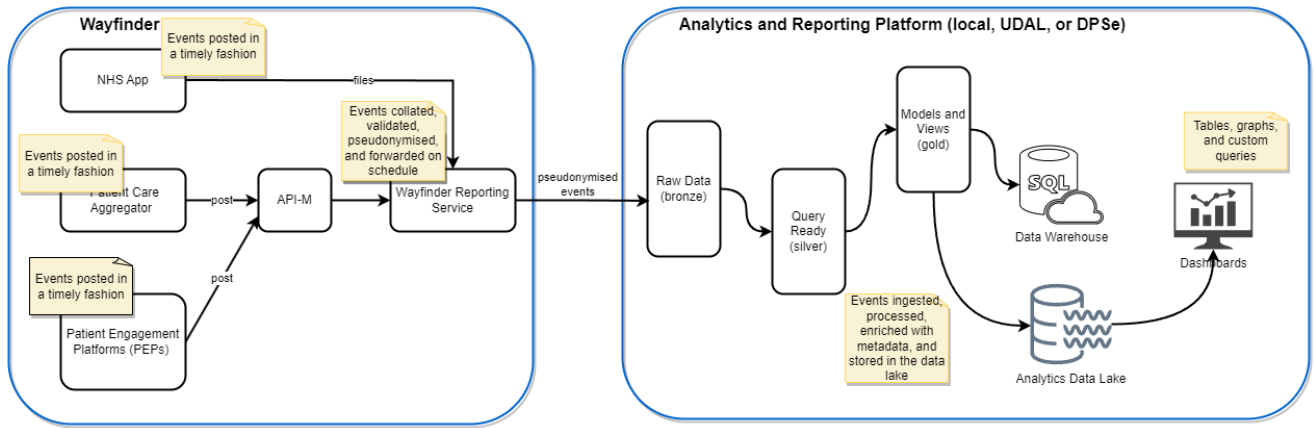 Wayfinder
Events posted in
a timely fashion
NHS App
files
Events collated,
validated,
pseudonymised,
and forwarded on
schedule
Events posted in
a timely fashion
Patient Care
Aggregator
post
API-M
Wayfinder Reporting
Service
post
Events posted in
a timely fashion
Patient Engagement
Platforms (PEPs)
pseudonymised
events
Analytics and Reporting Platform (local, UDAL, or DPSe)
Raw Data
(bronze)
Query
Ready
(silver)
Models and
Views
(gold)
Events ingested,
processed,
enriched with
metadata, and
stored in the data
lake
SQL
Data Warehouse
Analytics Data Lake
Tables, graphs,
and custom
queries
Dashboards